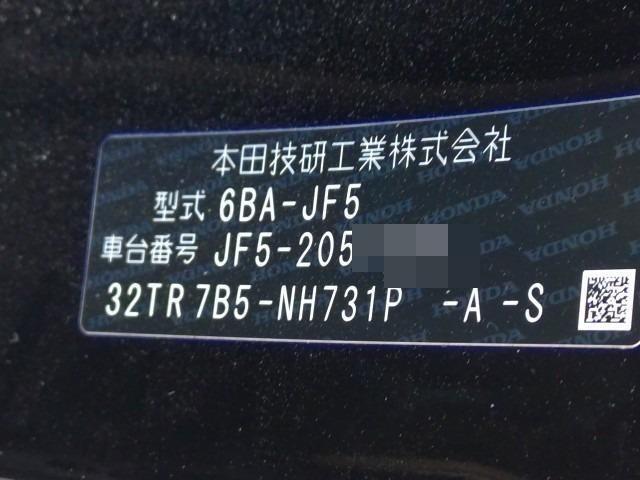 本田技研工業株式会社
型式 6BA-JF5
車台番号 JF5-205
32TR 7B5-NH731P -A -S